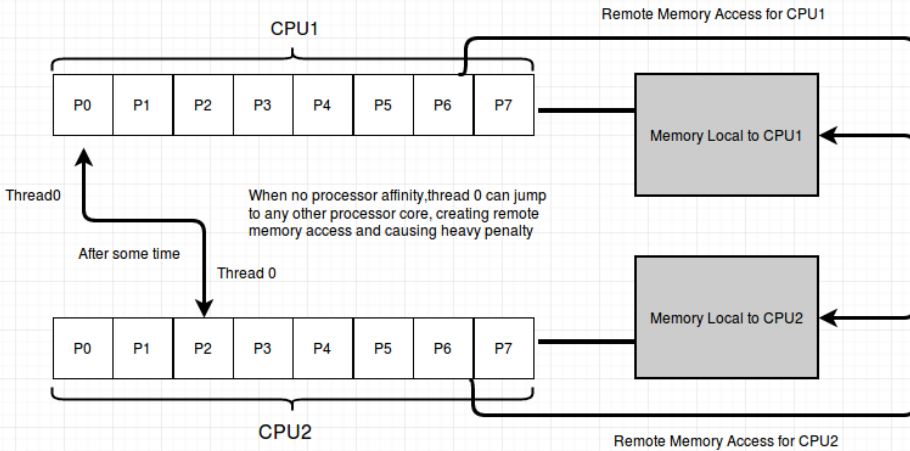 Remote Memory Access for CPU1
CPU1
P0 P1 P2 P3 P4 P5 P6 P7
Memory Local to CPU1
Thread0
When no processor affinity,thread 0 can jump
to any other processor core, creating remote
memory access and causing heavy penalty
After some time
Thread 0
P0 P1 P2 P3 P4 P5 P6 P7
Memory Local to CPU2
CPU2
Remote Memory Access for CPU2